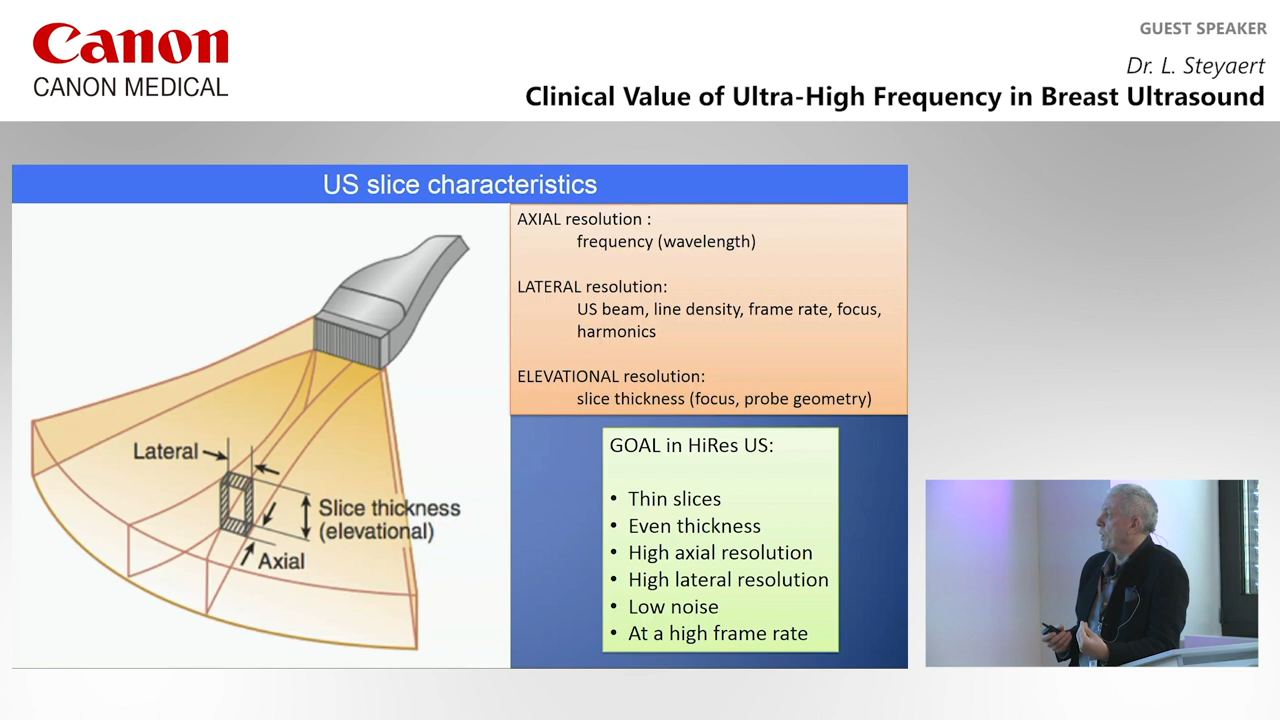 Canon
CANON MEDICAL
GUEST SPEAKER
Dr. L. Steyaert
Clinical Value of Ultra-High Frequency in Breast Ultrasound
US slice characteristics
Lateral
Slice thickness
(elevational)
Axial
AXIAL resolution :
frequency (wavelength)
LATERAL resolution:
US beam, line density, frame rate, focus,
harmonics
ELEVATIONAL resolution:
slice thickness (focus, probe geometry)
GOAL in HiRes US:
• Thin slices
• Even thickness
• High axial resolution
• High lateral resolution
• Low noise
• At a high frame rate